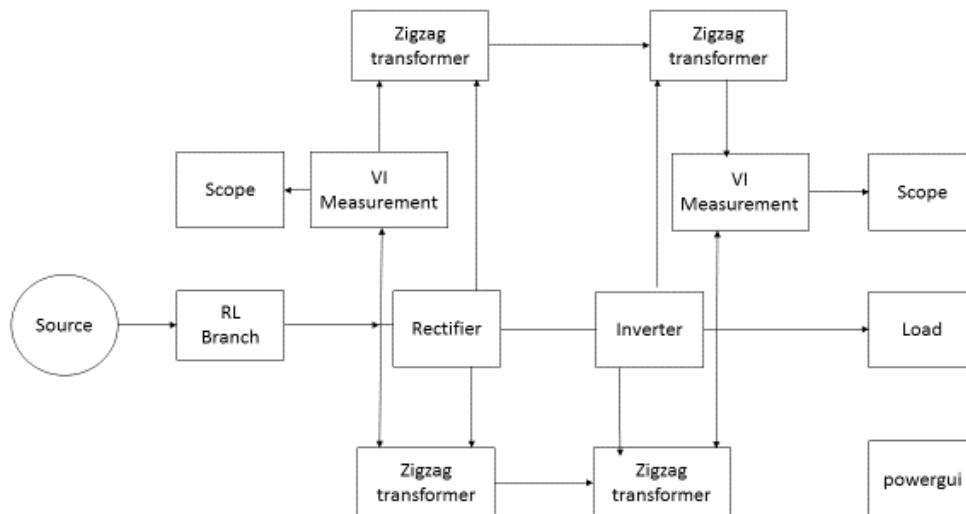 Zigzag
transformer
Zigzag
transformer
Scope
VI
Measurement
VI
Measurement
Scope
Source
RL
Branch
Rectifier
Inverter
Load
Zigzag
transformer
Zigzag
transformer
powergui